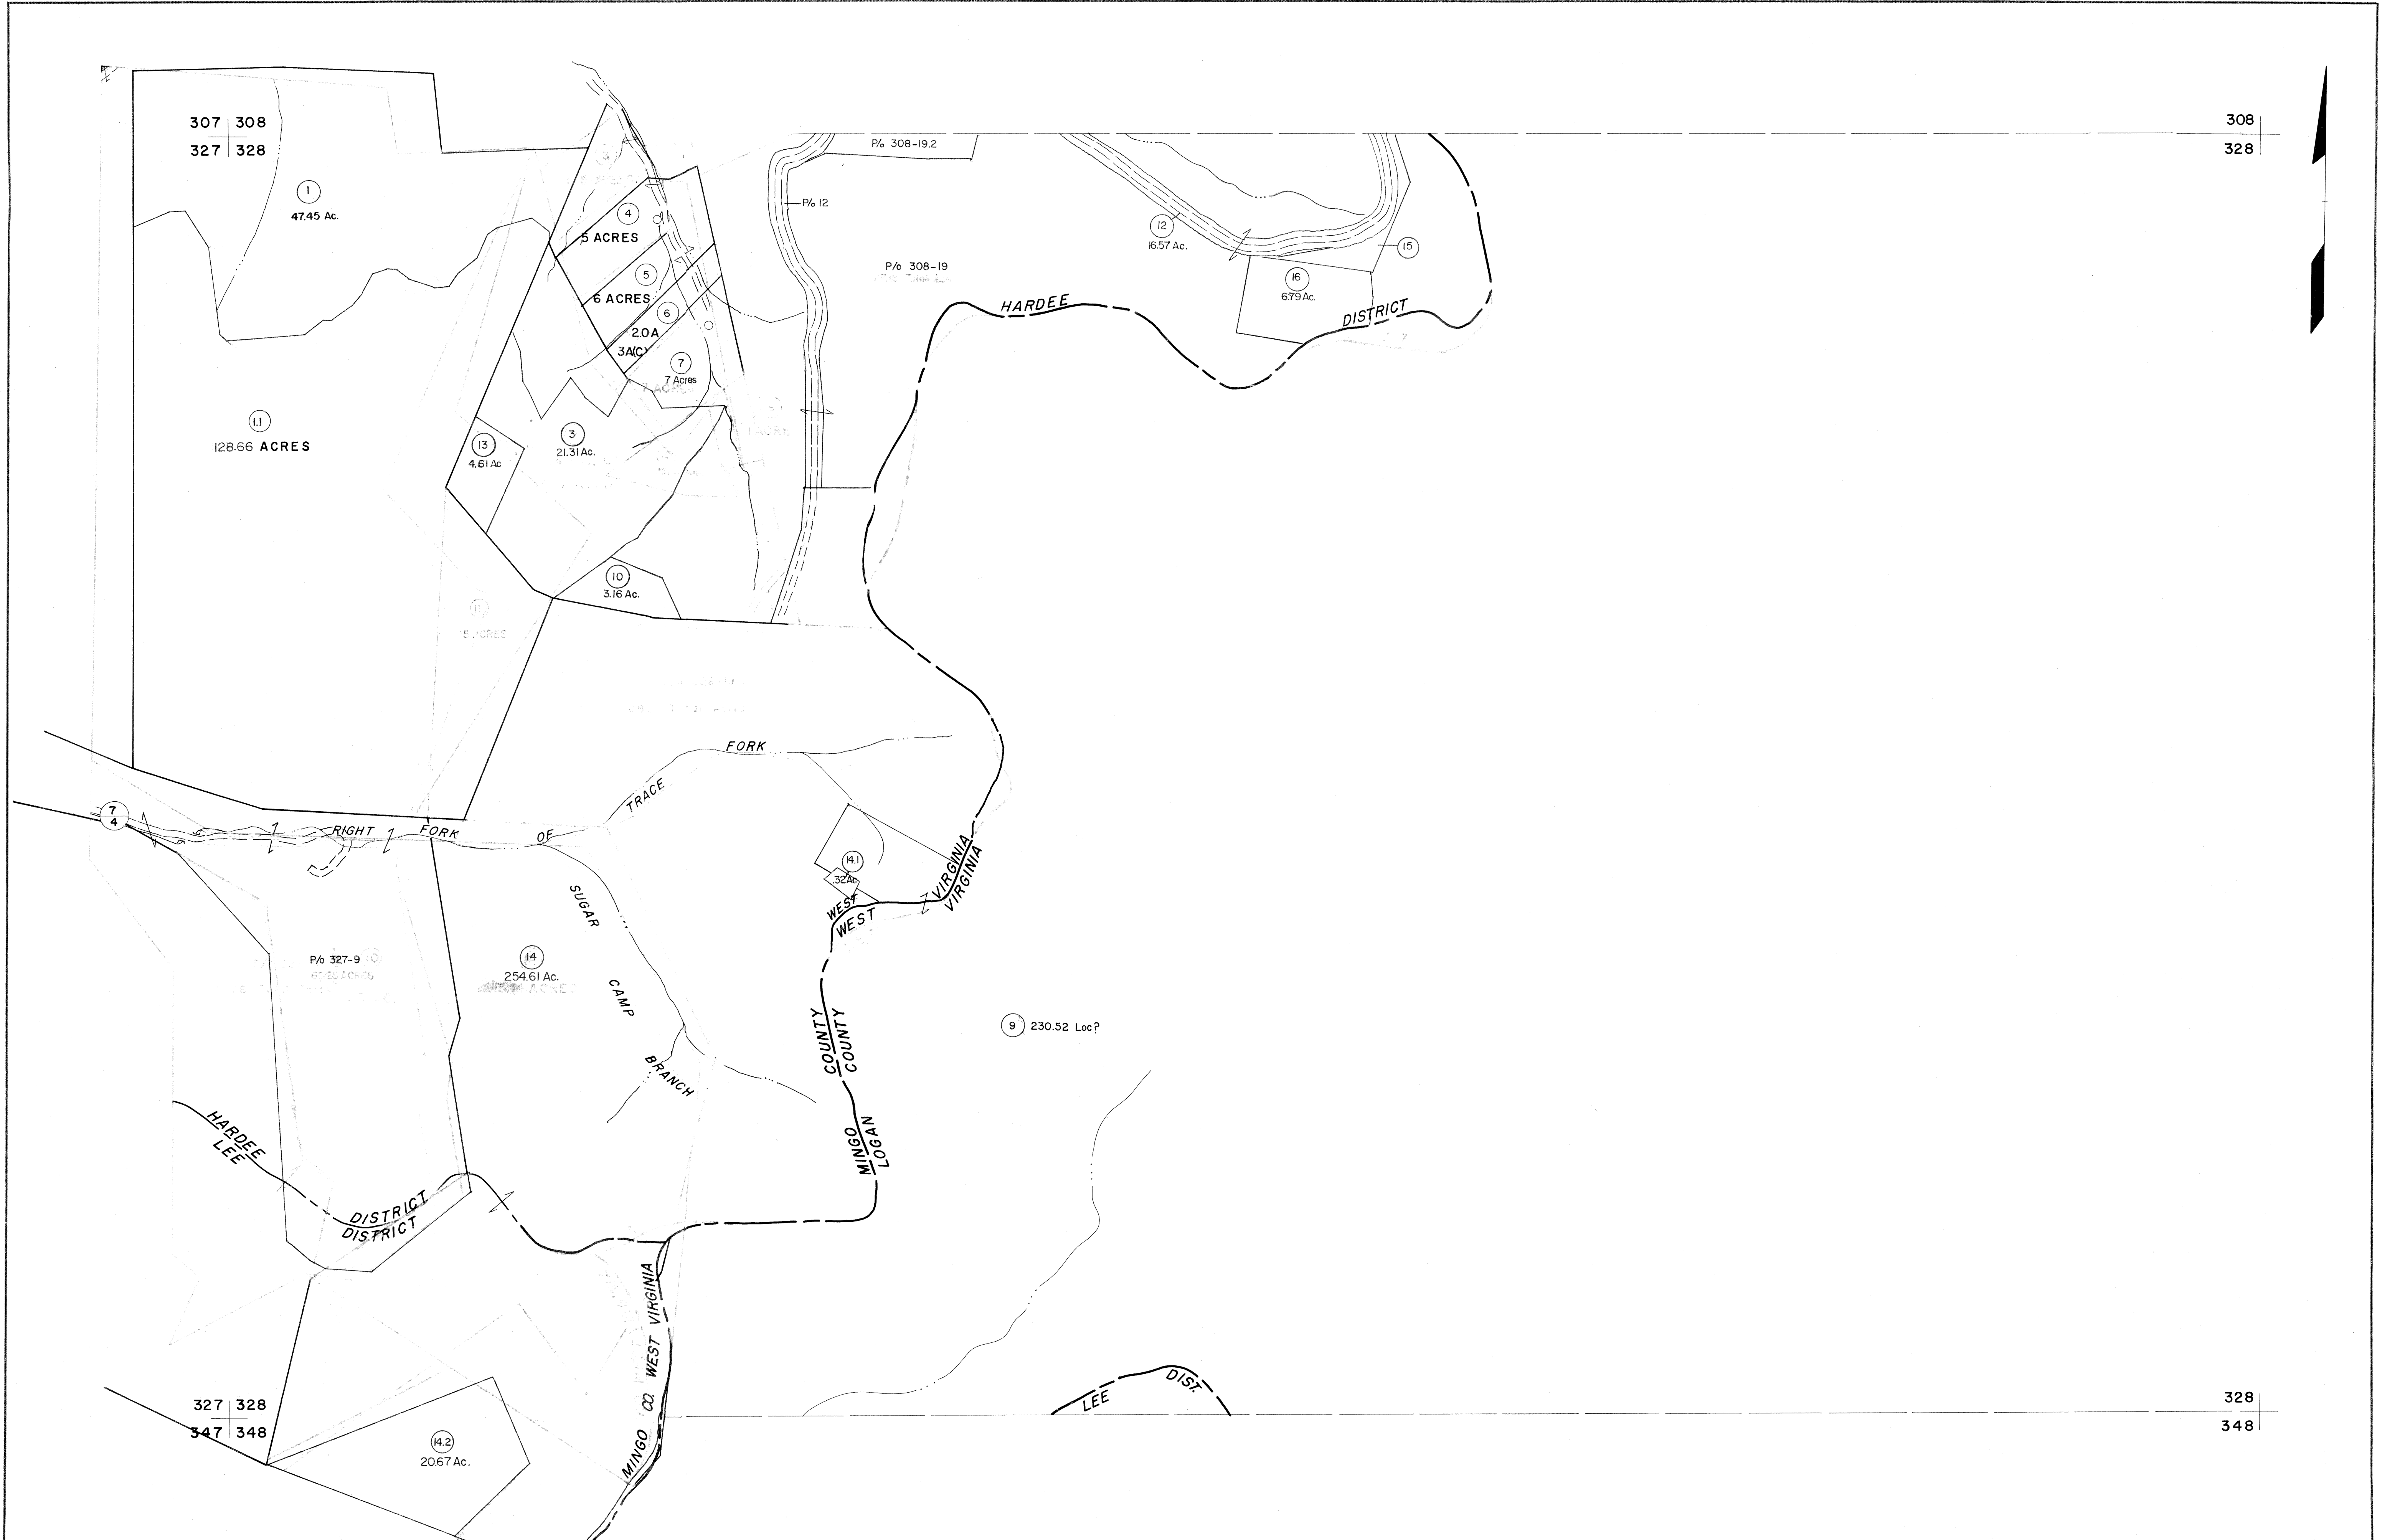 307 308
327 328
308
328
1
47.45 Ac.
P/o 308-19.2
4
5 ACRES
P/o 12
12
16.57 Ac.
15
5
6 ACRES
P/o 308-19
16
6.79 Ac.
HARDEE
DISTRICT
6
2.0A
3A(C)
7
7 Acres
1.1
128.66 ACRES
13
4.61 Ac
3
21.31 Ac.
10
3.16 Ac.
11
15 ACRES
FORK
TRACE
7
4
RIGHT FORK OF
14.1
.32Ac
WEST VIRGINIA
WEST VIRGINIA
SUGAR
CAMP
BRANCH
P/o 327-9
14
254.61 Ac.
ACRES
COUNTY
COUNTY
9 230.52 Loc?
MINGO
LOGAN
HARDEE
LEE
DISTRICT
DISTRICT
MINGO CO. WEST VIRGINIA
LEE DIST.
327 328
347 348
328
348
14.2
20.67 Ac.